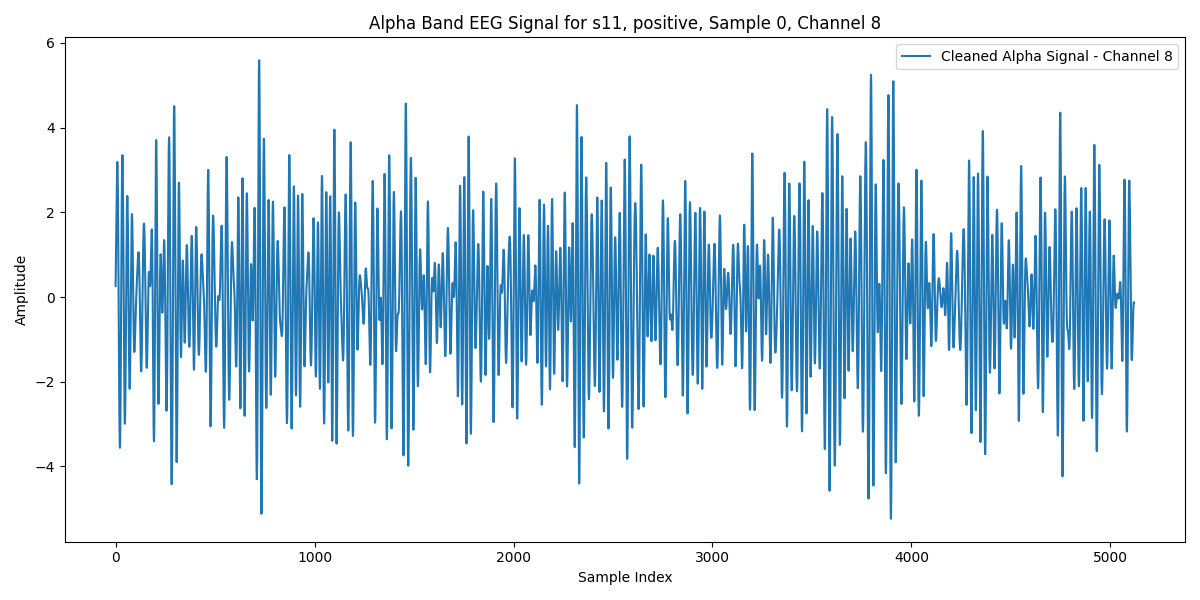 Alpha Band EEG Signal for s11, positive, Sample 0, Channel 8
Cleaned Alpha Signal - Channel 8
Amplitude
6
4
2
0
−2
−4
0 1000 2000 3000 4000 5000
Sample Index